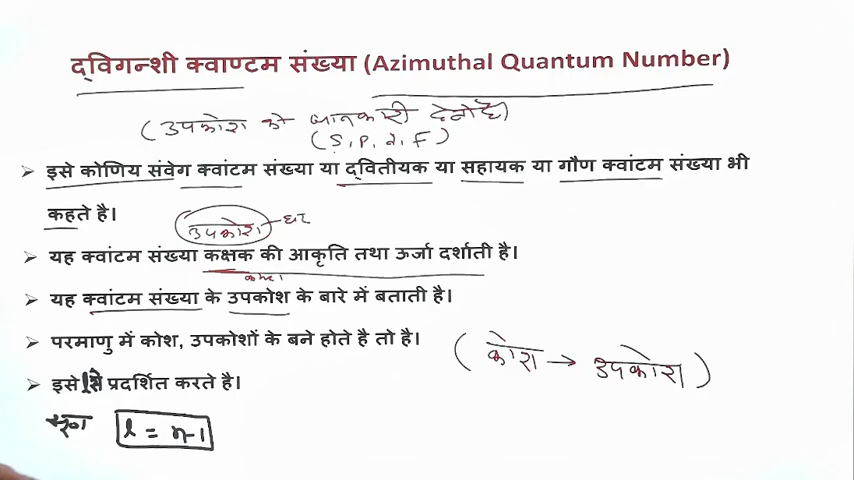 द्विगन्शी क्वाण्टम संख्या (Azimuthal Quantum Number)
(उपकोश को जानकारी देता है)
(S, P, d, F)
➢ इसे कोणिय संवेग क्वांटम संख्या या द्वितीयक या सहायक या गौण क्वांटम संख्या भी
कहते है।
उपकोश - घर
➢ यह क्वांटम संख्या कक्षक की आकृति तथा ऊर्जा दर्शाती है।
➢ यह क्वांटम संख्या के उपकोश के बारे में बताती है।
➢ परमाणु में कोश, उपकोशों के बने होते है तो है।
(कोश → उपकोश)
➢ इसे l से प्रदर्शित करते है।
l = n-1